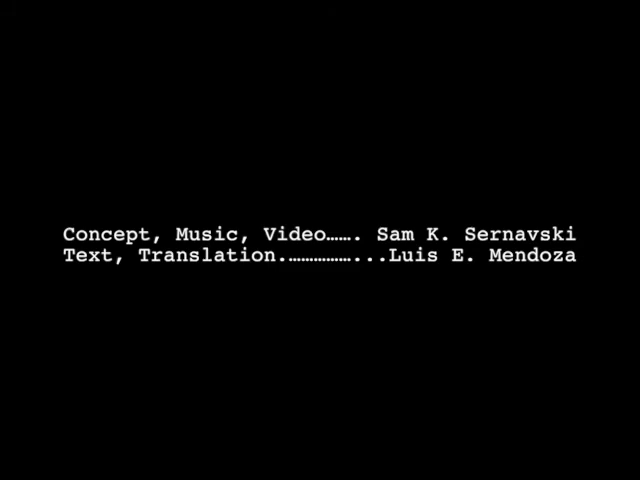 Concept, Music, Video……. Sam K. Sernavski
Text, Translation.……………...Luis E. Mendoza